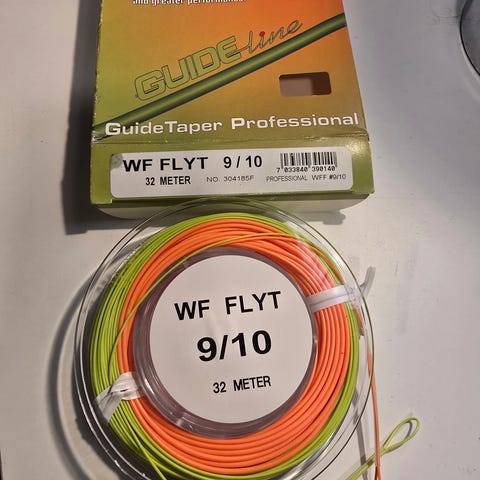 and greater performance.
GUIDEline
GuideTaper Professional
WF FLYT 9/10
32 METER NO. 304185F PROFESSIONAL WFF #9/10
7 033840 390140
WF FLYT
9/10
32 METER